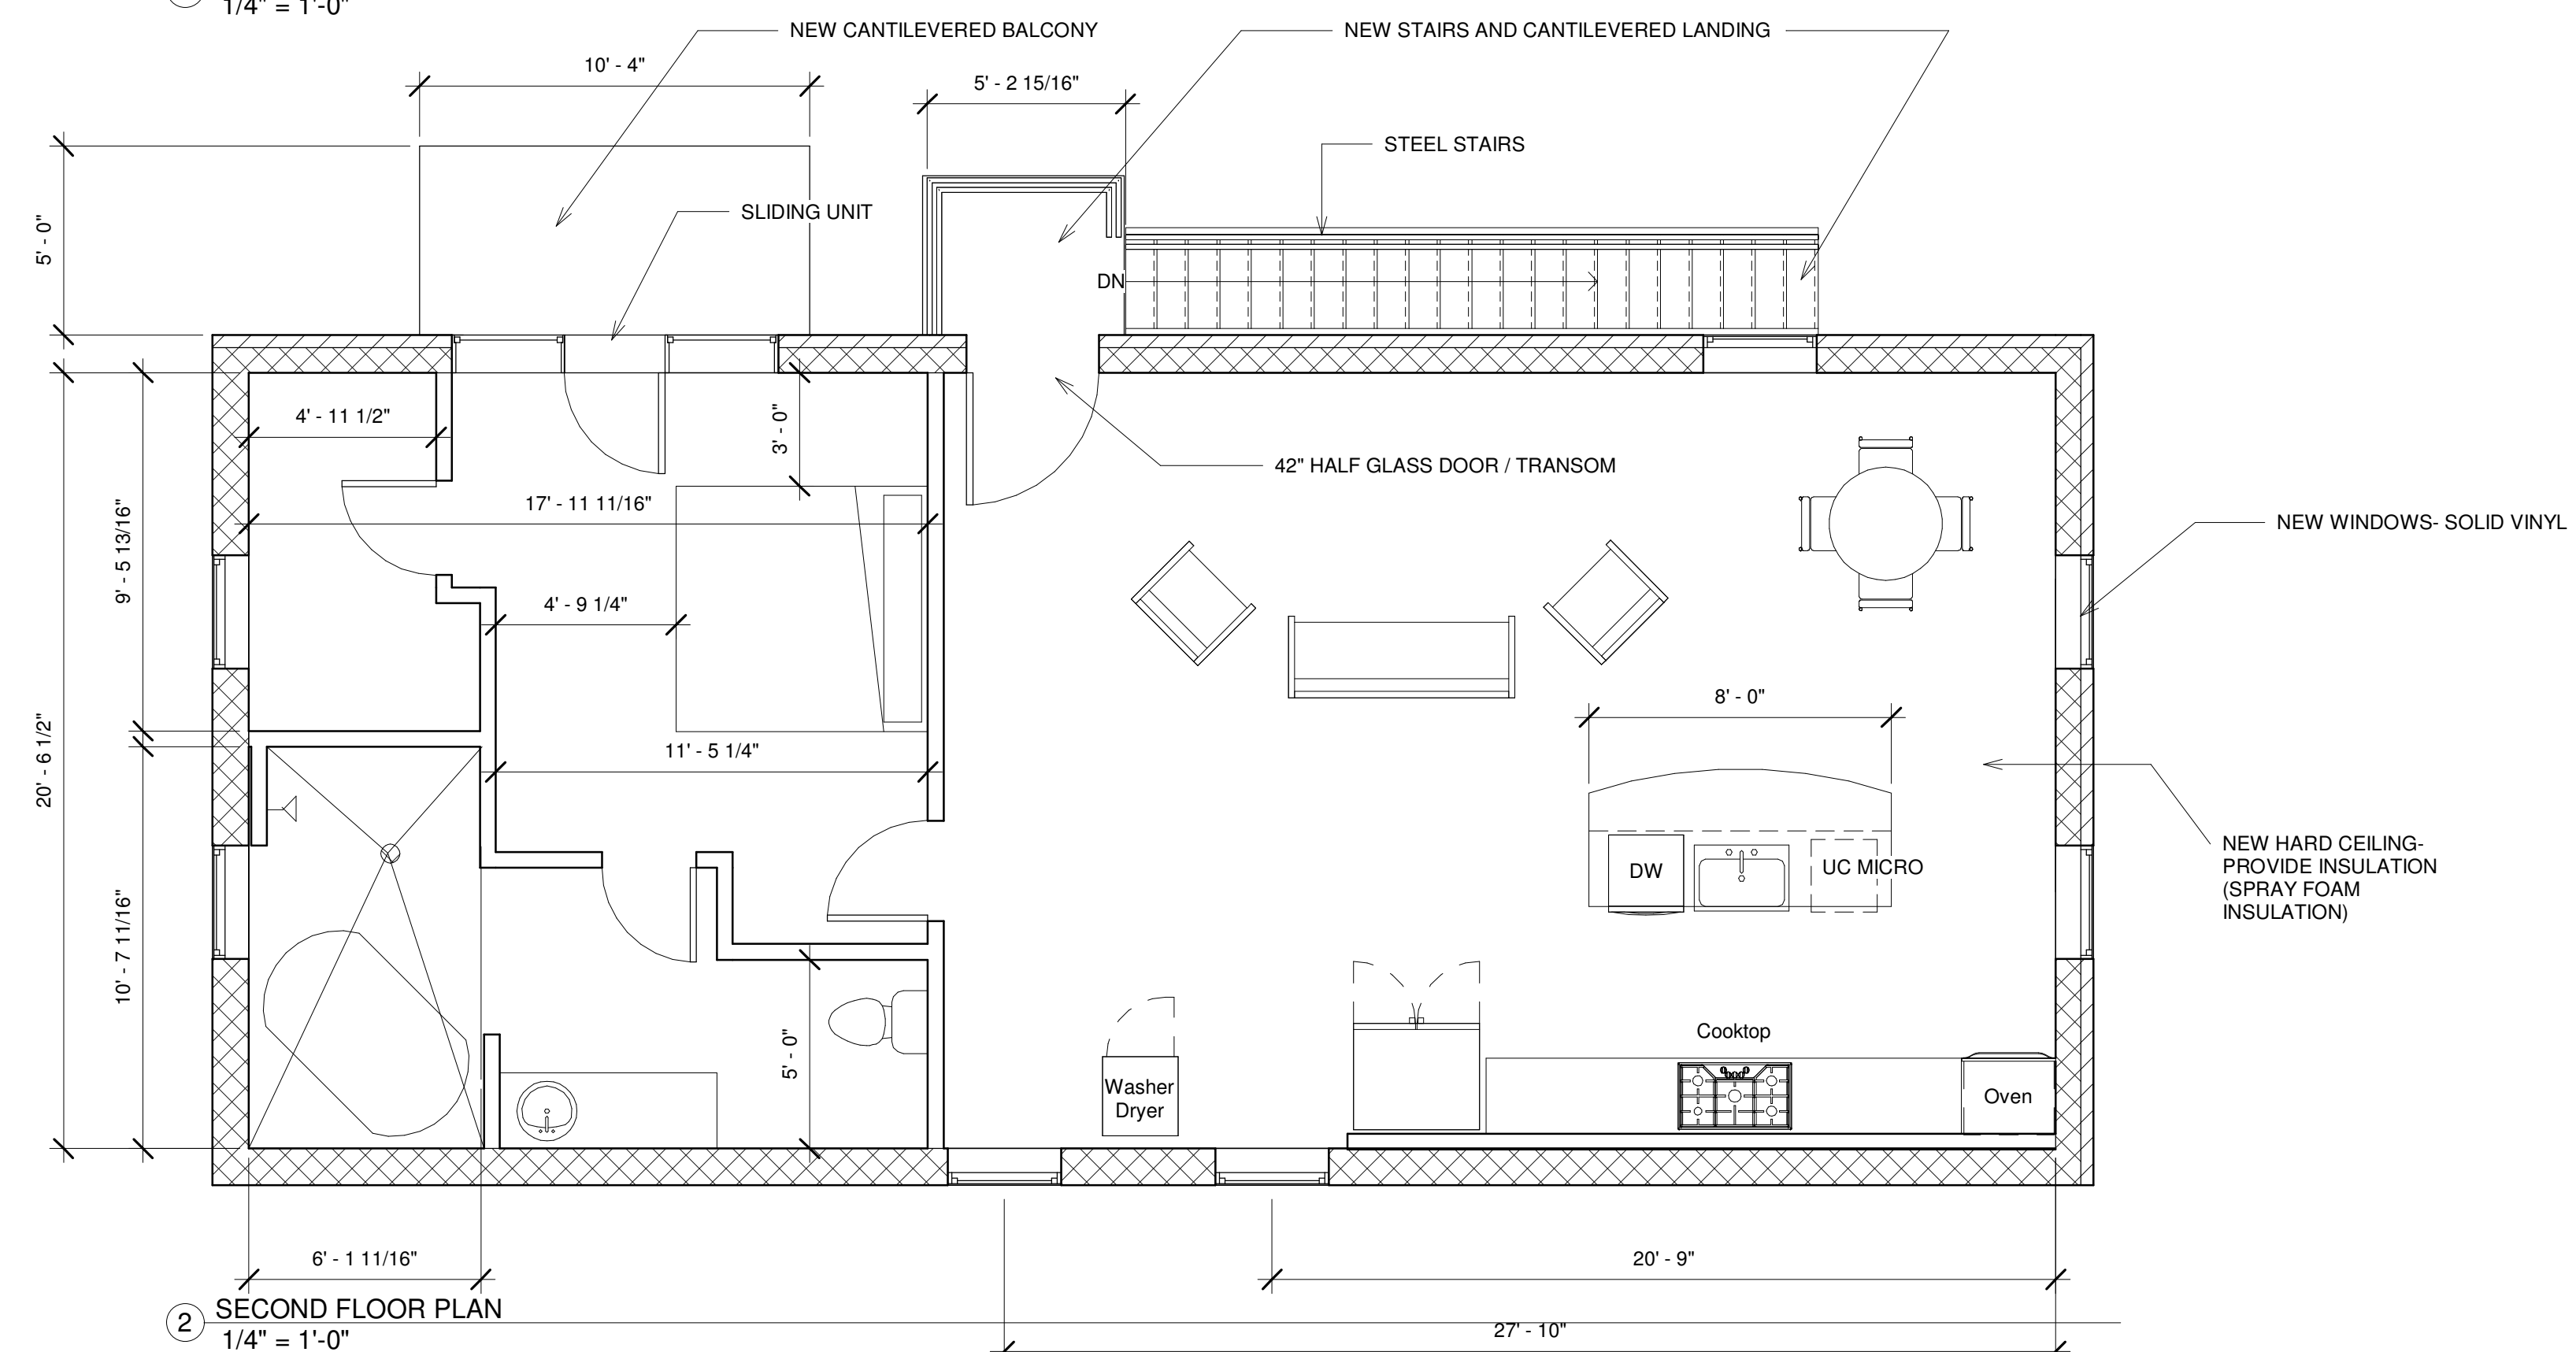 1/4" = 1'-0"
NEW CANTILEVERED BALCONY
NEW STAIRS AND CANTILEVERED LANDING
10' - 4"
5' - 2 15/16"
STEEL STAIRS
SLIDING UNIT
5' - 0"
DN
4' - 11 1/2"
3' - 0"
42" HALF GLASS DOOR / TRANSOM
17' - 11 11/16"
NEW WINDOWS- SOLID VINYL
9' - 5 13/16"
4' - 9 1/4"
8' - 0"
11' - 5 1/4"
20' - 6 1/2"
NEW HARD CEILING-
PROVIDE INSULATION
(SPRAY FOAM
INSULATION)
DW
UC MICRO
10' - 7 11/16"
Cooktop
5' - 0"
Washer
Dryer
Oven
6' - 1 11/16"
20' - 9"
2
SECOND FLOOR PLAN
1/4" = 1'-0"
27' - 10"